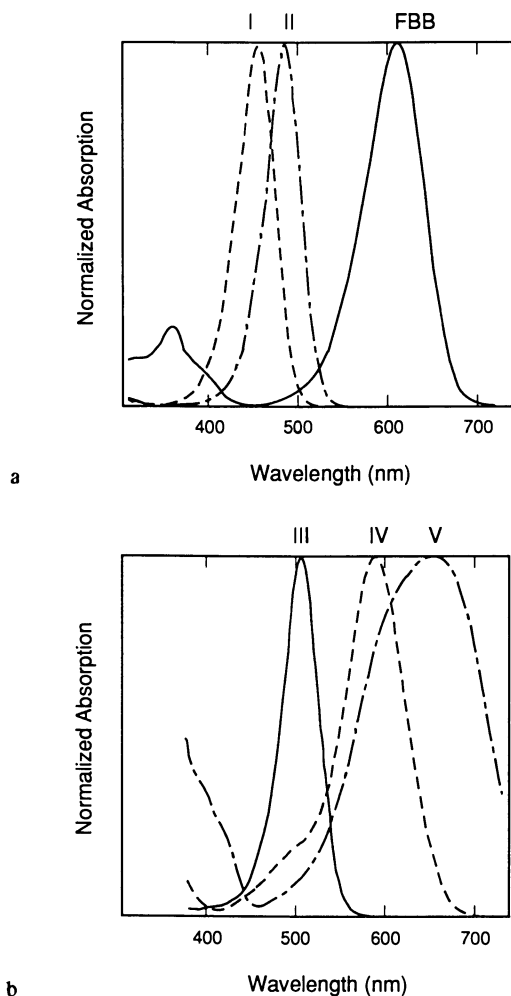 I II FBB
Normalized Absorption
400 500 600 700
Wavelength (nm)
a
III IV V
Normalized Absorption
400 500 600 700
Wavelength (nm)
b